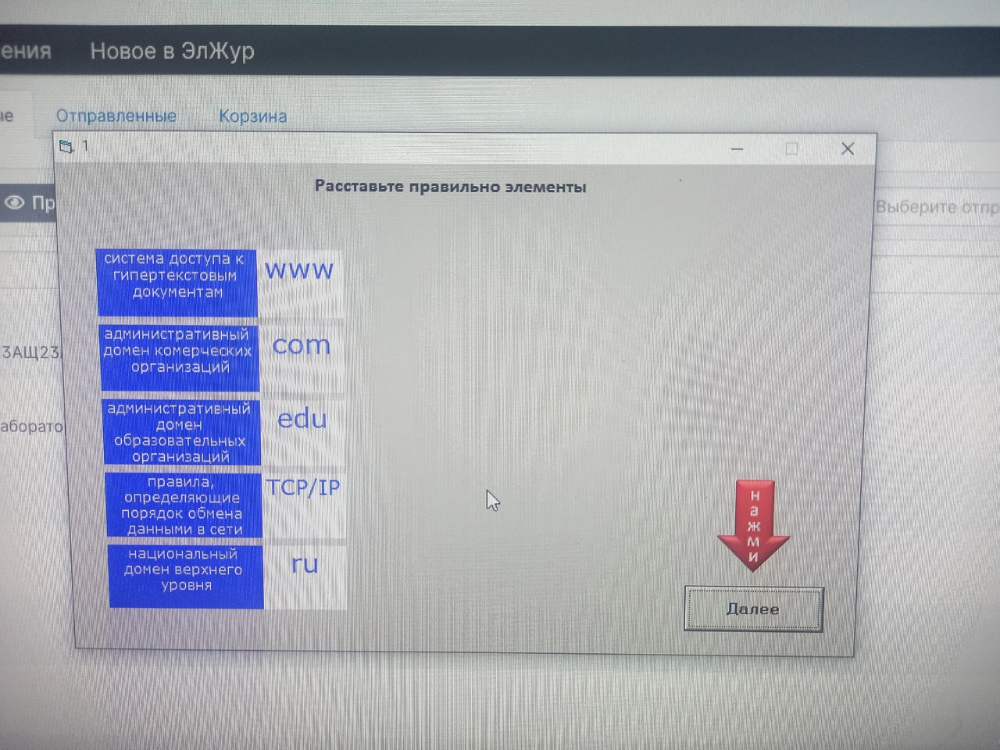 ения Новое в ЭлЖур
ые Отправленные Корзина
1
Расставьте правильно элементы
Пр
Выберите отпр
система доступа к
гипертекстовым
документам
www
административный
домен комерческих
организаций
com
административный
домен
образовательных
организаций
edu
правила,
определяющие
порядок обмена
данными в сети
TCP/IP
национальный
домен верхнего
уровня
ru
ЗАЩ23
аборато
нажми
Далее